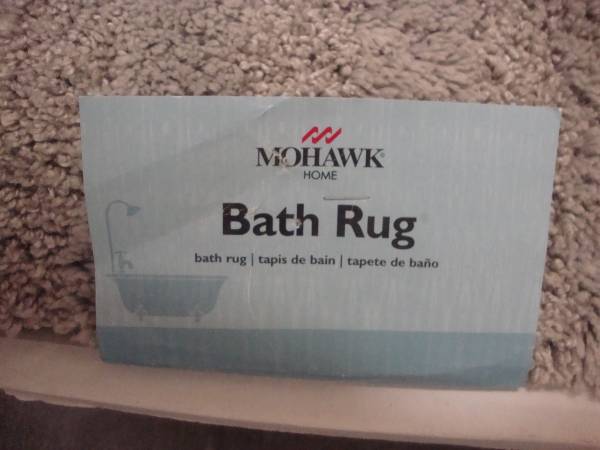 MOHAWK®
HOME
Bath Rug
bath rug | tapis de bain | tapete de baño